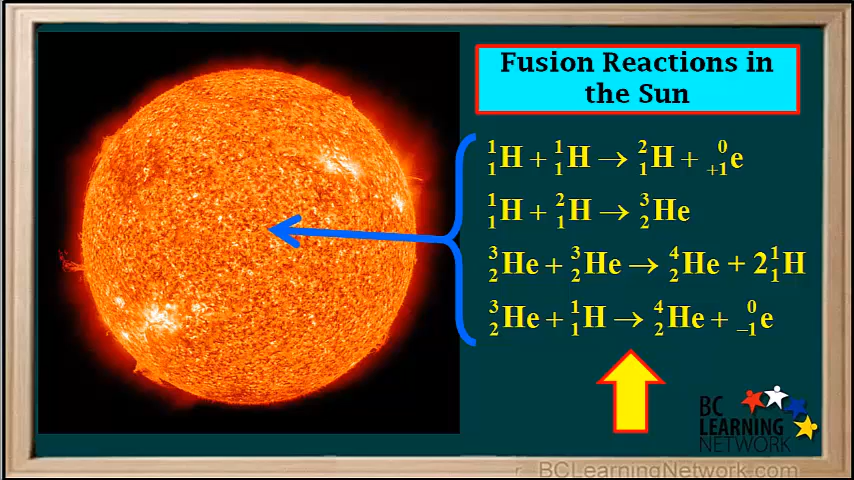 Fusion Reactions in
the Sun
¹₁H + ¹₁H → ²₁H + ⁰₊₁e
¹₁H + ²₁H → ³₂He
³₂He + ³₂He → ⁴₂He + 2¹₁H
³₂He + ¹₁H → ⁴₂He + ⁰₋₁e
BC
LEARNING
NETWORK
BCLearningNetwork.com